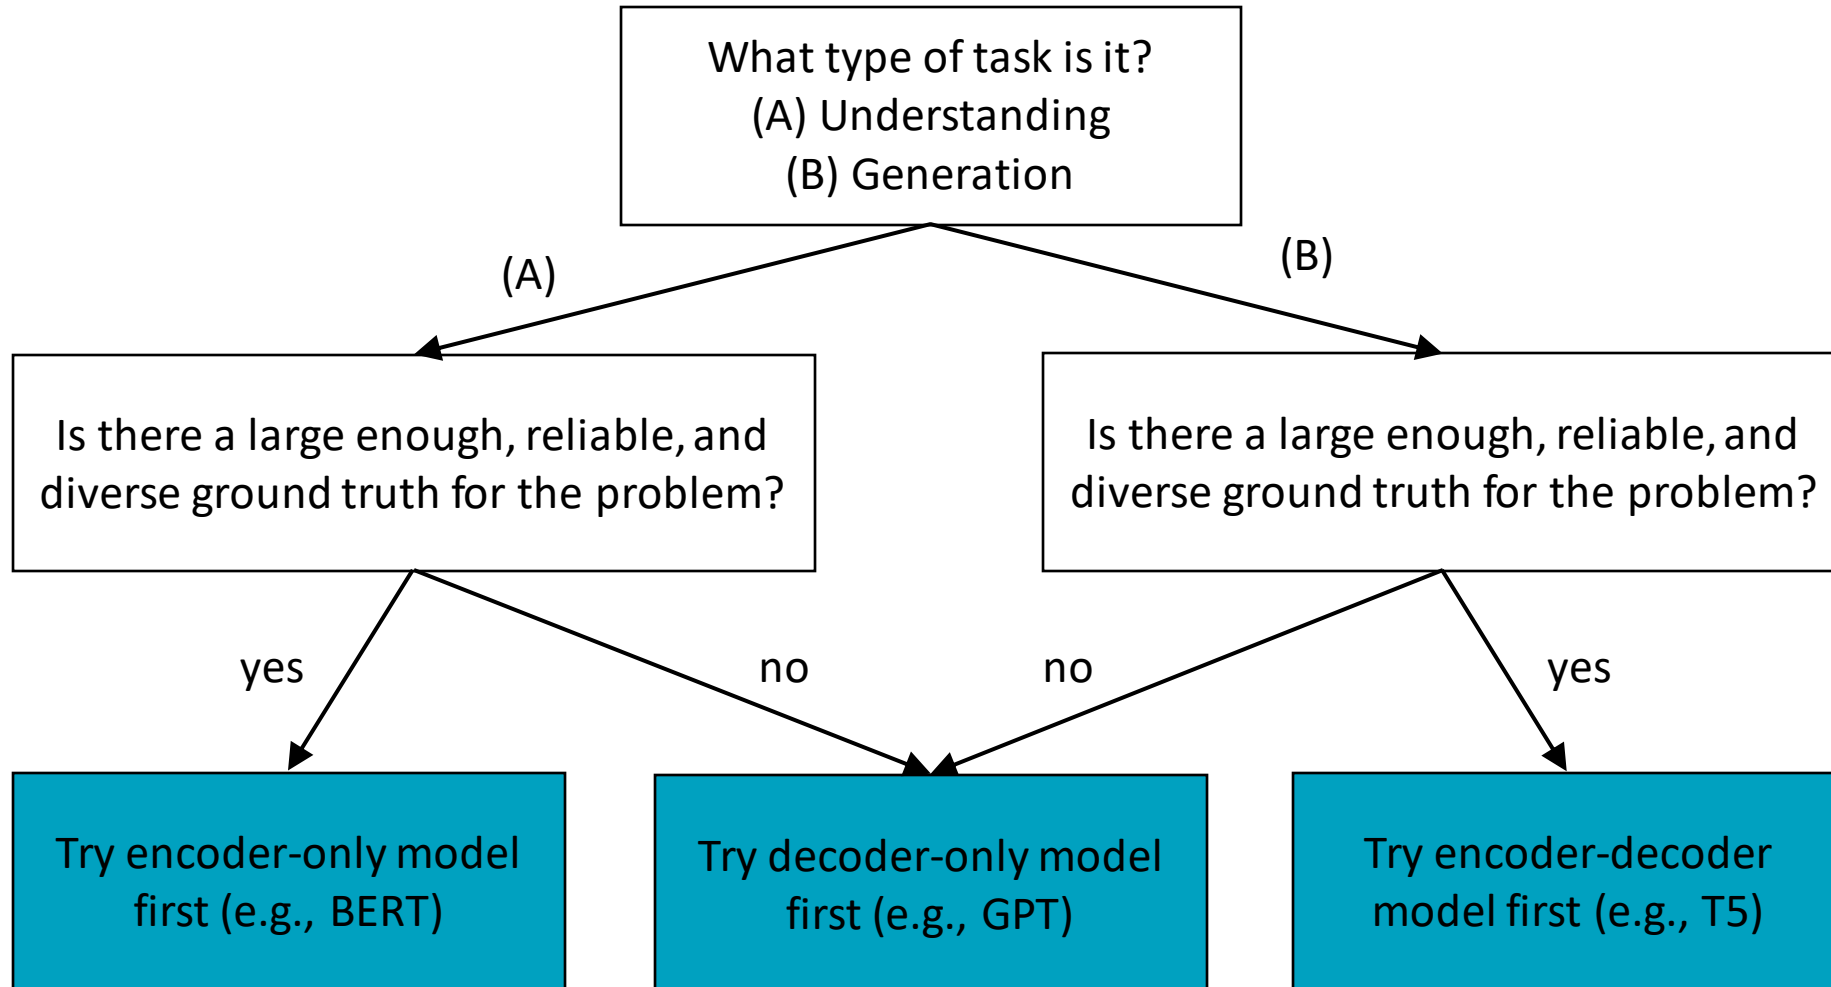 What type of task is it?
(A) Understanding
(B) Generation
(A)
(B)
Is there a large enough, reliable, and
diverse ground truth for the problem?
Is there a large enough, reliable, and
diverse ground truth for the problem?
yes
no
no
yes
Try encoder-only model
first (e.g., BERT)
Try decoder-only model
first (e.g., GPT)
Try encoder-decoder
model first (e.g., T5)